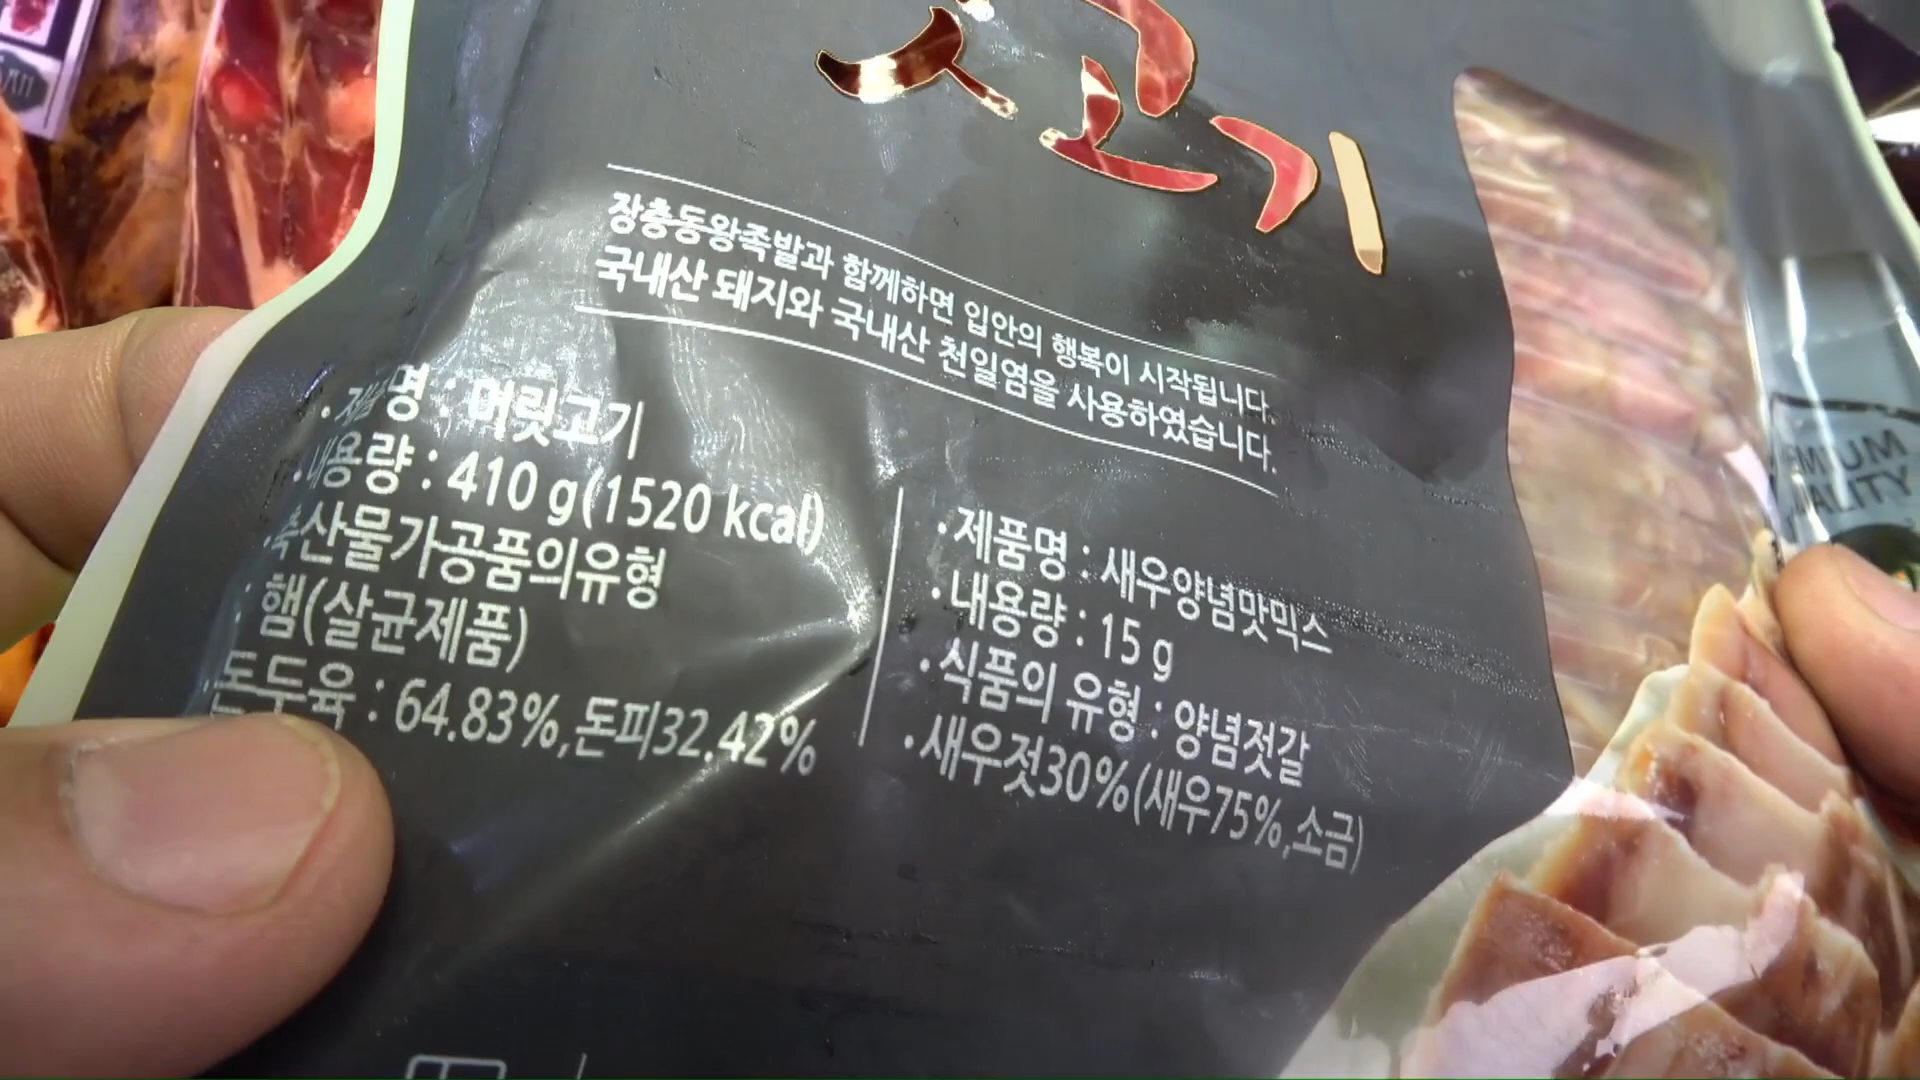 고기
장충동왕족발과 함께하면 입안의 행복이 시작됩니다.
국내산 돼지와 국내산 천일염을 사용하였습니다.
·제품명 : 머릿고기
·내용량 : 410 g(1520 kcal)
·축산물가공품의유형
: 햄(살균제품)
돈두육 : 64.83%,돈피32.42%
·제품명 : 새우양념맛믹스
·내용량 : 15 g
·식품의 유형 : 양념젓갈
·새우젓30%(새우75%,소금)